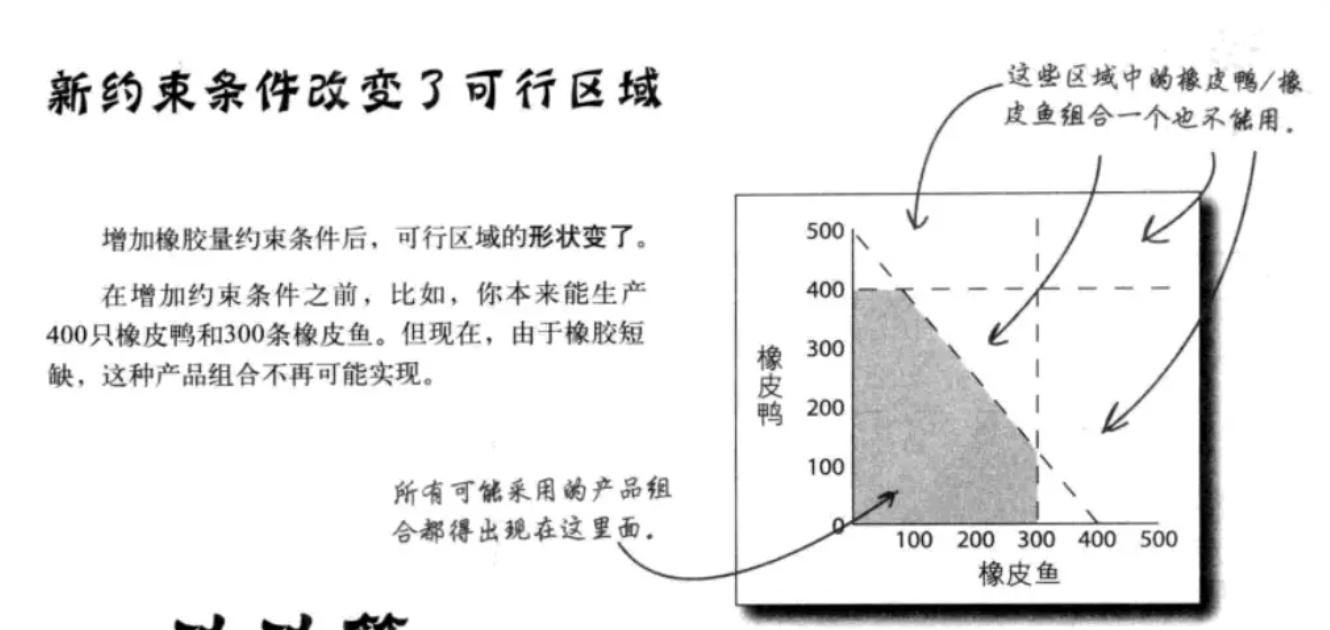 新约束条件改变了可行区域
这些区域中的橡皮鸭/橡
皮鱼组合一个也不能用。
增加橡胶量约束条件后，可行区域的形状变了。
在增加约束条件之前，比如，你本来能生产
400只橡皮鸭和300条橡皮鱼。但现在，由于橡胶短
缺，这种产品组合不再可能实现。
500
400
300
200
100
0
橡皮鸭
100 200 300 400 500
橡皮鱼
所有可能采用的产品组
合都得出现在这里面。